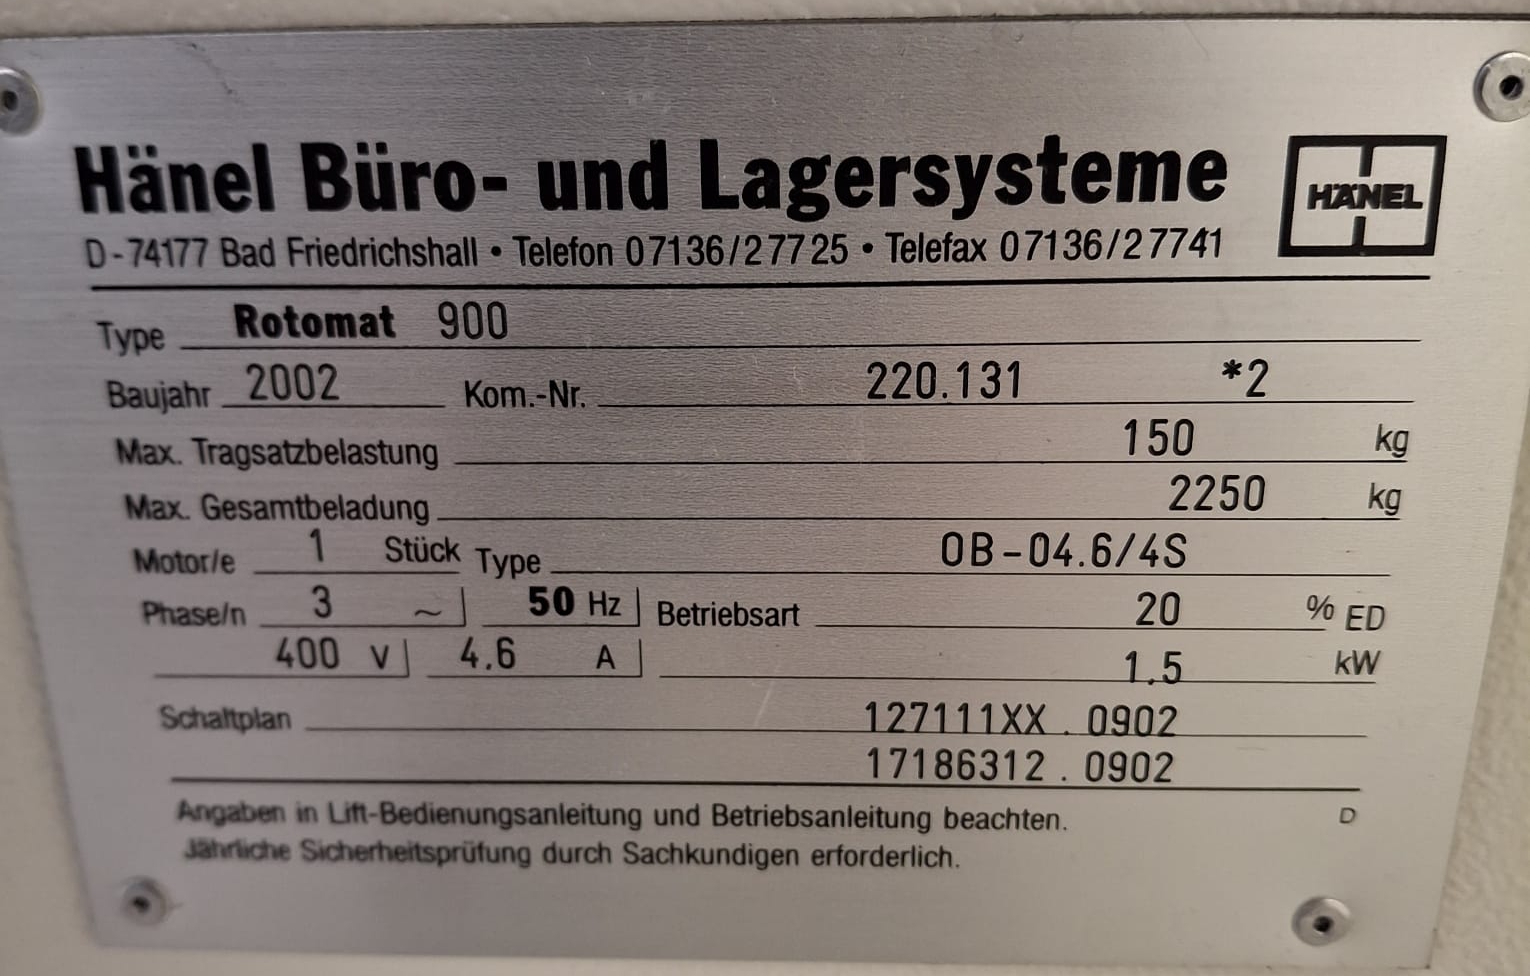 Hänel Büro- und Lagersysteme
HÄNEL
D-74177 Bad Friedrichshall • Telefon 07136/27725 • Telefax 07136/27741
Type Rotomat 900
Baujahr 2002 Kom.-Nr. 220.131 *2
Max. Tragsatzbelastung 150 kg
Max. Gesamtbeladung 2250 kg
Motor/e 1 Stück Type OB-04.6/4S
Phase/n 3 ~ 50 Hz Betriebsart 20 % ED
400 V 4.6 A 1.5 kW
Schaltplan 127111XX . 0902
17186312 . 0902
Angaben in Lift-Bedienungsanleitung und Betriebsanleitung beachten. D
Jährliche Sicherheitsprüfung durch Sachkundigen erforderlich.